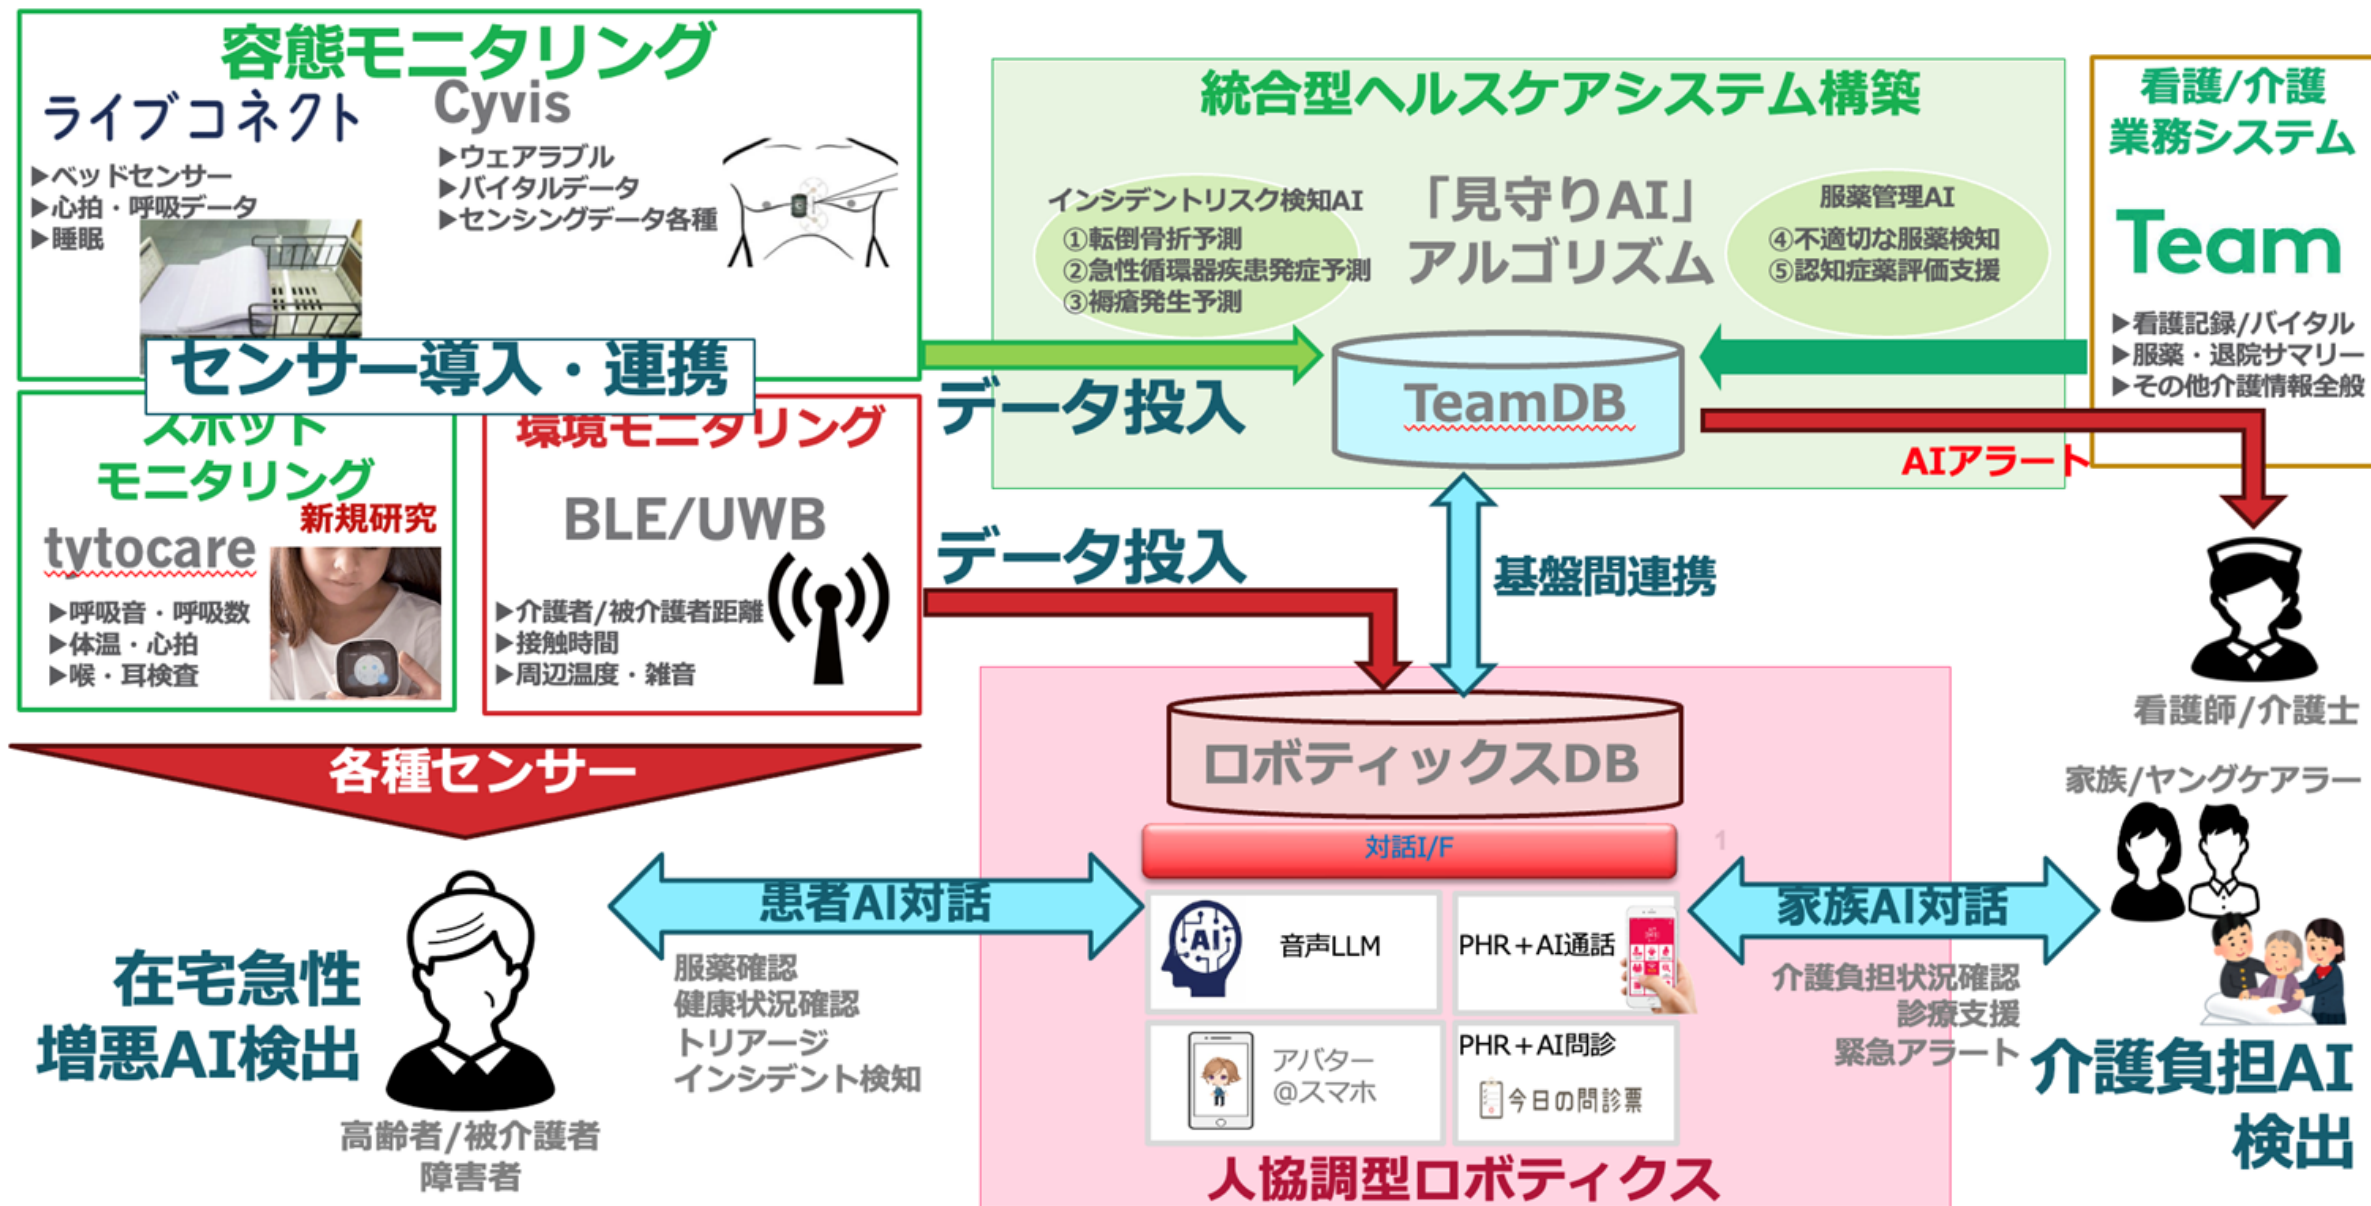 容態モニタリング
ライブコネクト
▶ベッドセンサー
▶心拍・呼吸データ
▶睡眠
Cyvis
▶ウェアラブル
▶バイタルデータ
▶センシングデータ各種
センサー導入・連携
スポット
モニタリング
新規研究
tytocare
▶呼吸音・呼吸数
▶体温・心拍
▶喉・耳検査
環境モニタリング
BLE/UWB
▶介護者/被介護者距離
▶接触時間
▶周辺温度・雑音
各種センサー
データ投入
データ投入
統合型ヘルスケアシステム構築
インシデントリスク検知AI
①転倒骨折予測
②急性循環器疾患発症予測
③褥瘡発生予測
「見守りAI」
アルゴリズム
服薬管理AI
④不適切な服薬検知
⑤認知症薬評価支援
TeamDB
看護/介護
業務システム
Team
▶看護記録/バイタル
▶服薬・退院サマリー
▶その他介護情報全般
AIアラート
基盤間連携
看護師/介護士
家族/ヤングケアラー
ロボティックスDB
対話I/F
1
音声LLM
PHR+AI通話
アバター
@スマホ
PHR+AI問診
今日の問診票
人協調型ロボティクス
患者AI対話
服薬確認
健康状況確認
トリアージ
インシデント検知
在宅急性
増悪AI検出
高齢者/被介護者
障害者
家族AI対話
介護負担状況確認
診療支援
緊急アラート
介護負担AI
検出
AI